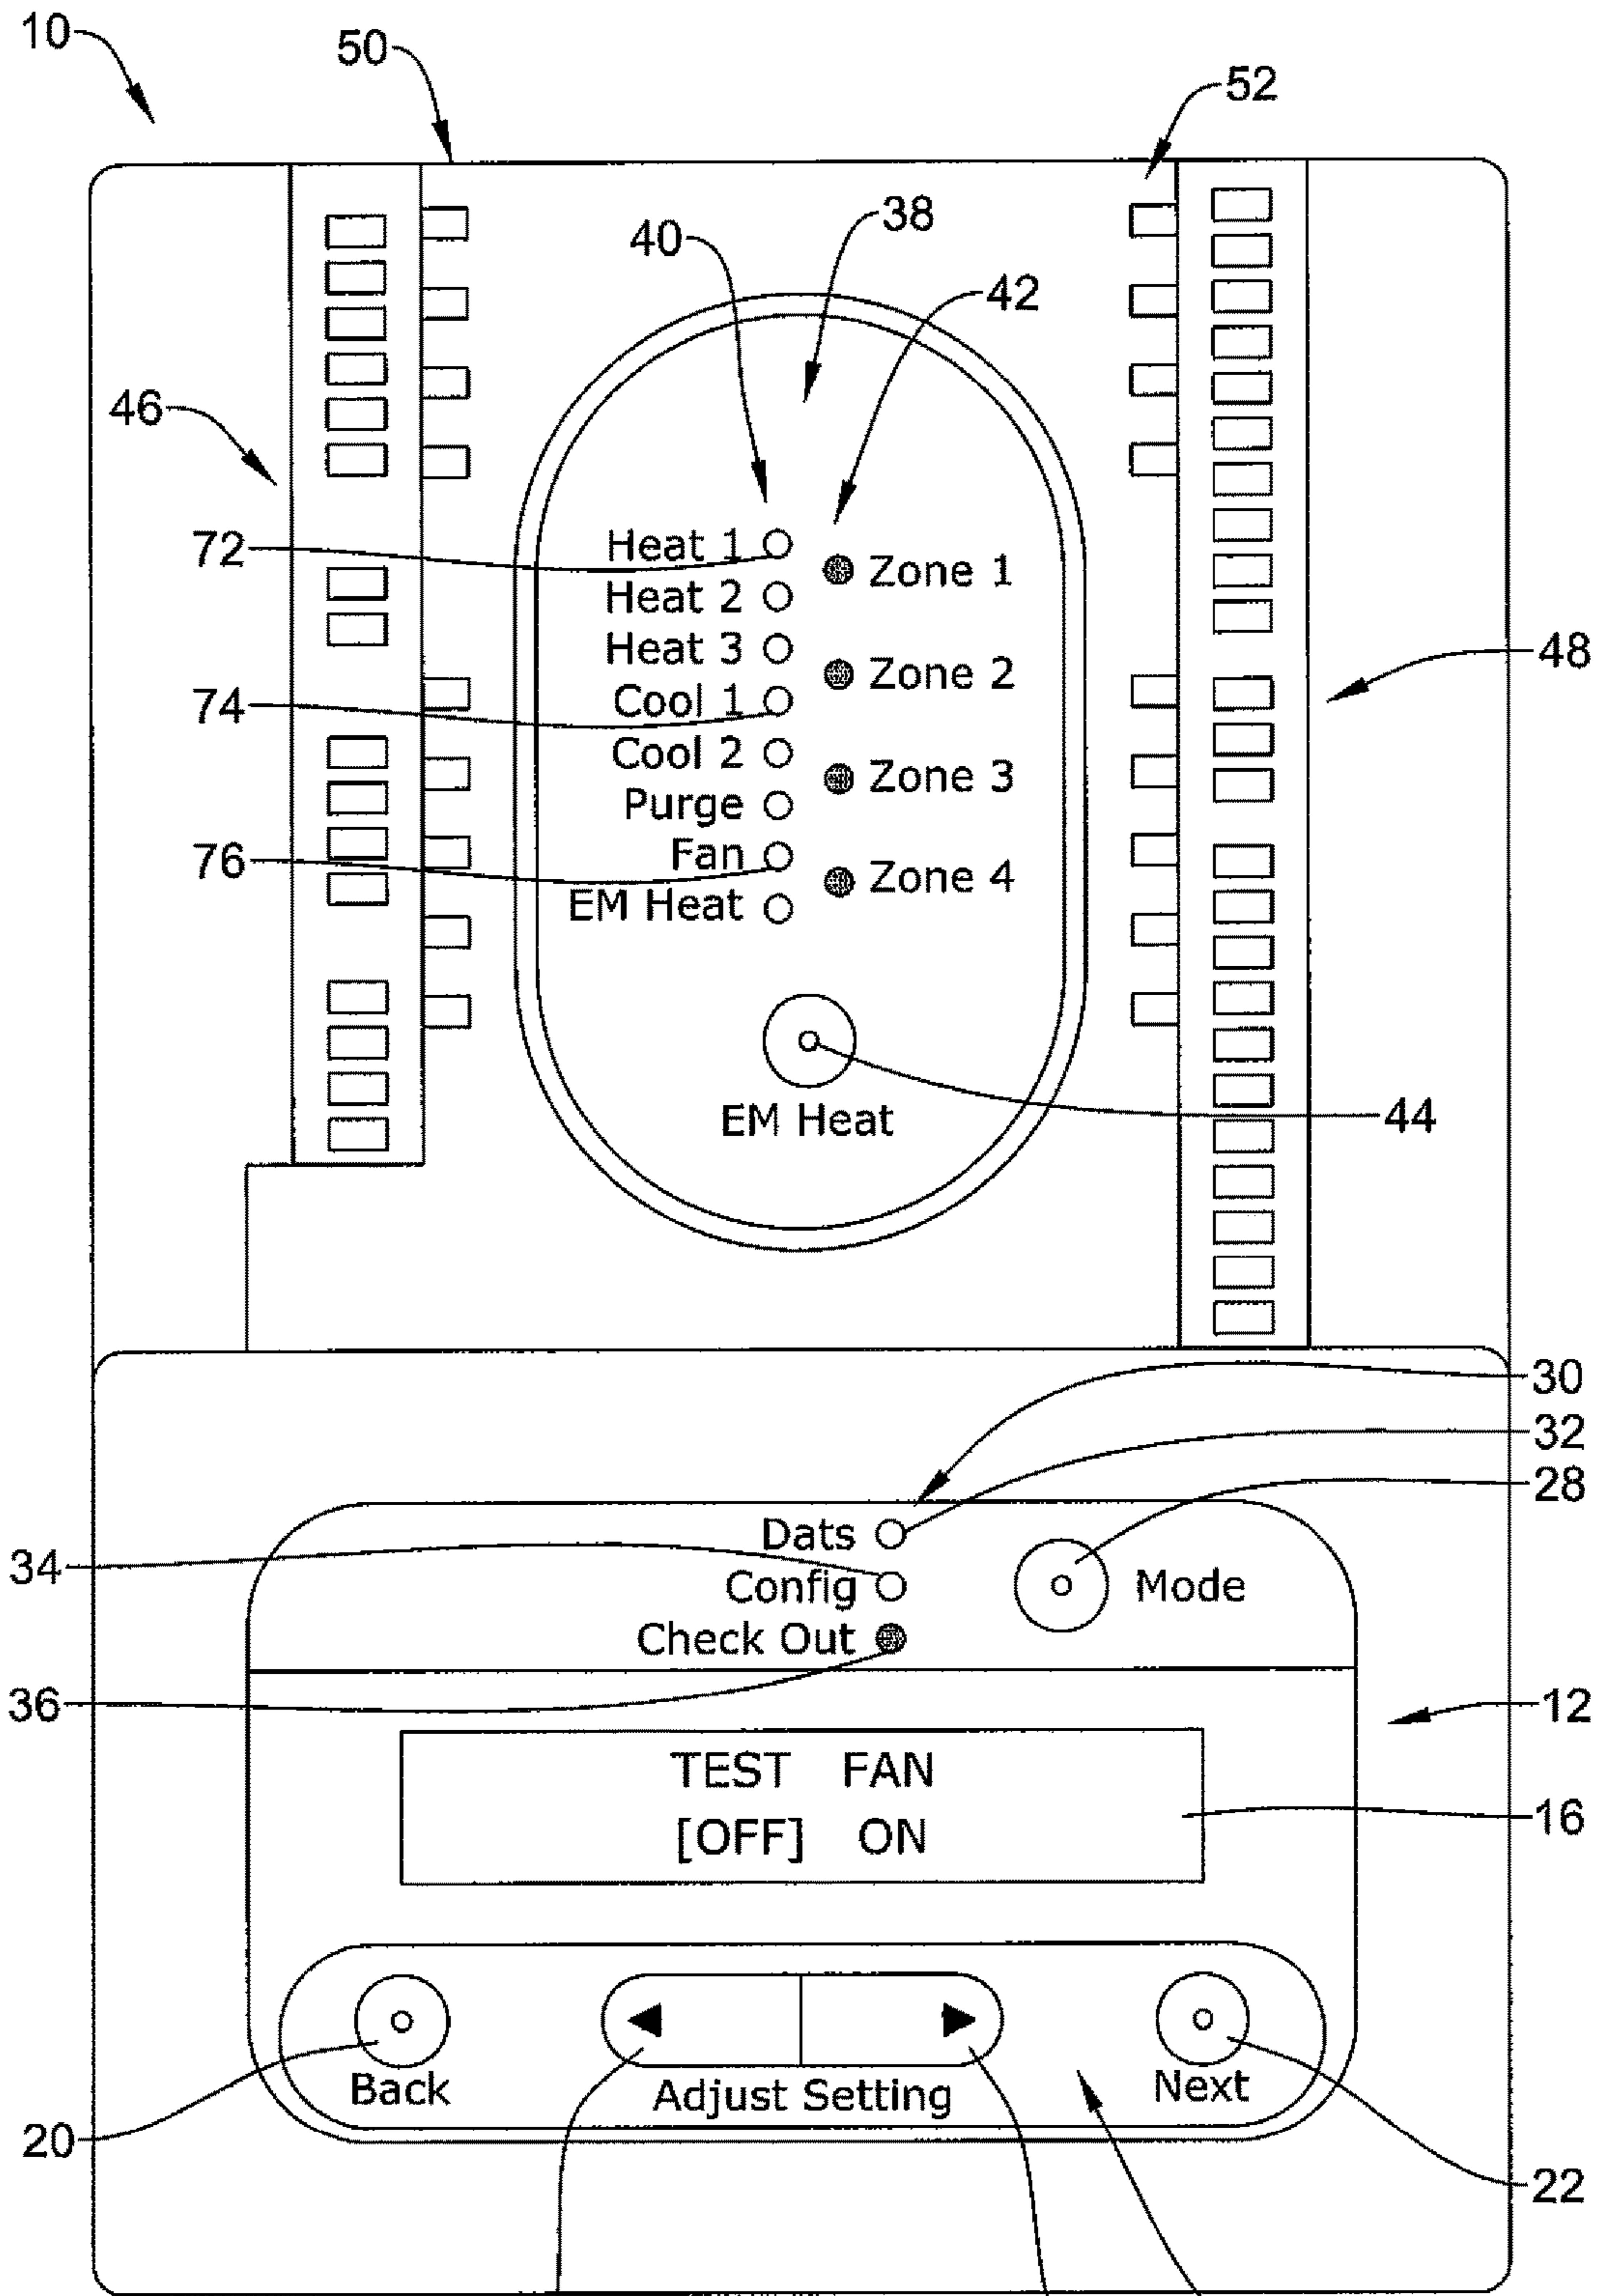 10
50
52
40
38
42
46
72
Heat 1
Zone 1
Heat 2
Heat 3
Zone 2
48
74
Cool 1
Cool 2
Zone 3
Purge
76
Fan
Zone 4
EM Heat
44
EM Heat
30
32
28
Dats
34
Config
Mode
Check Out
36
12
TEST FAN
[OFF] ON
16
Back
Adjust Setting
Next
20
22